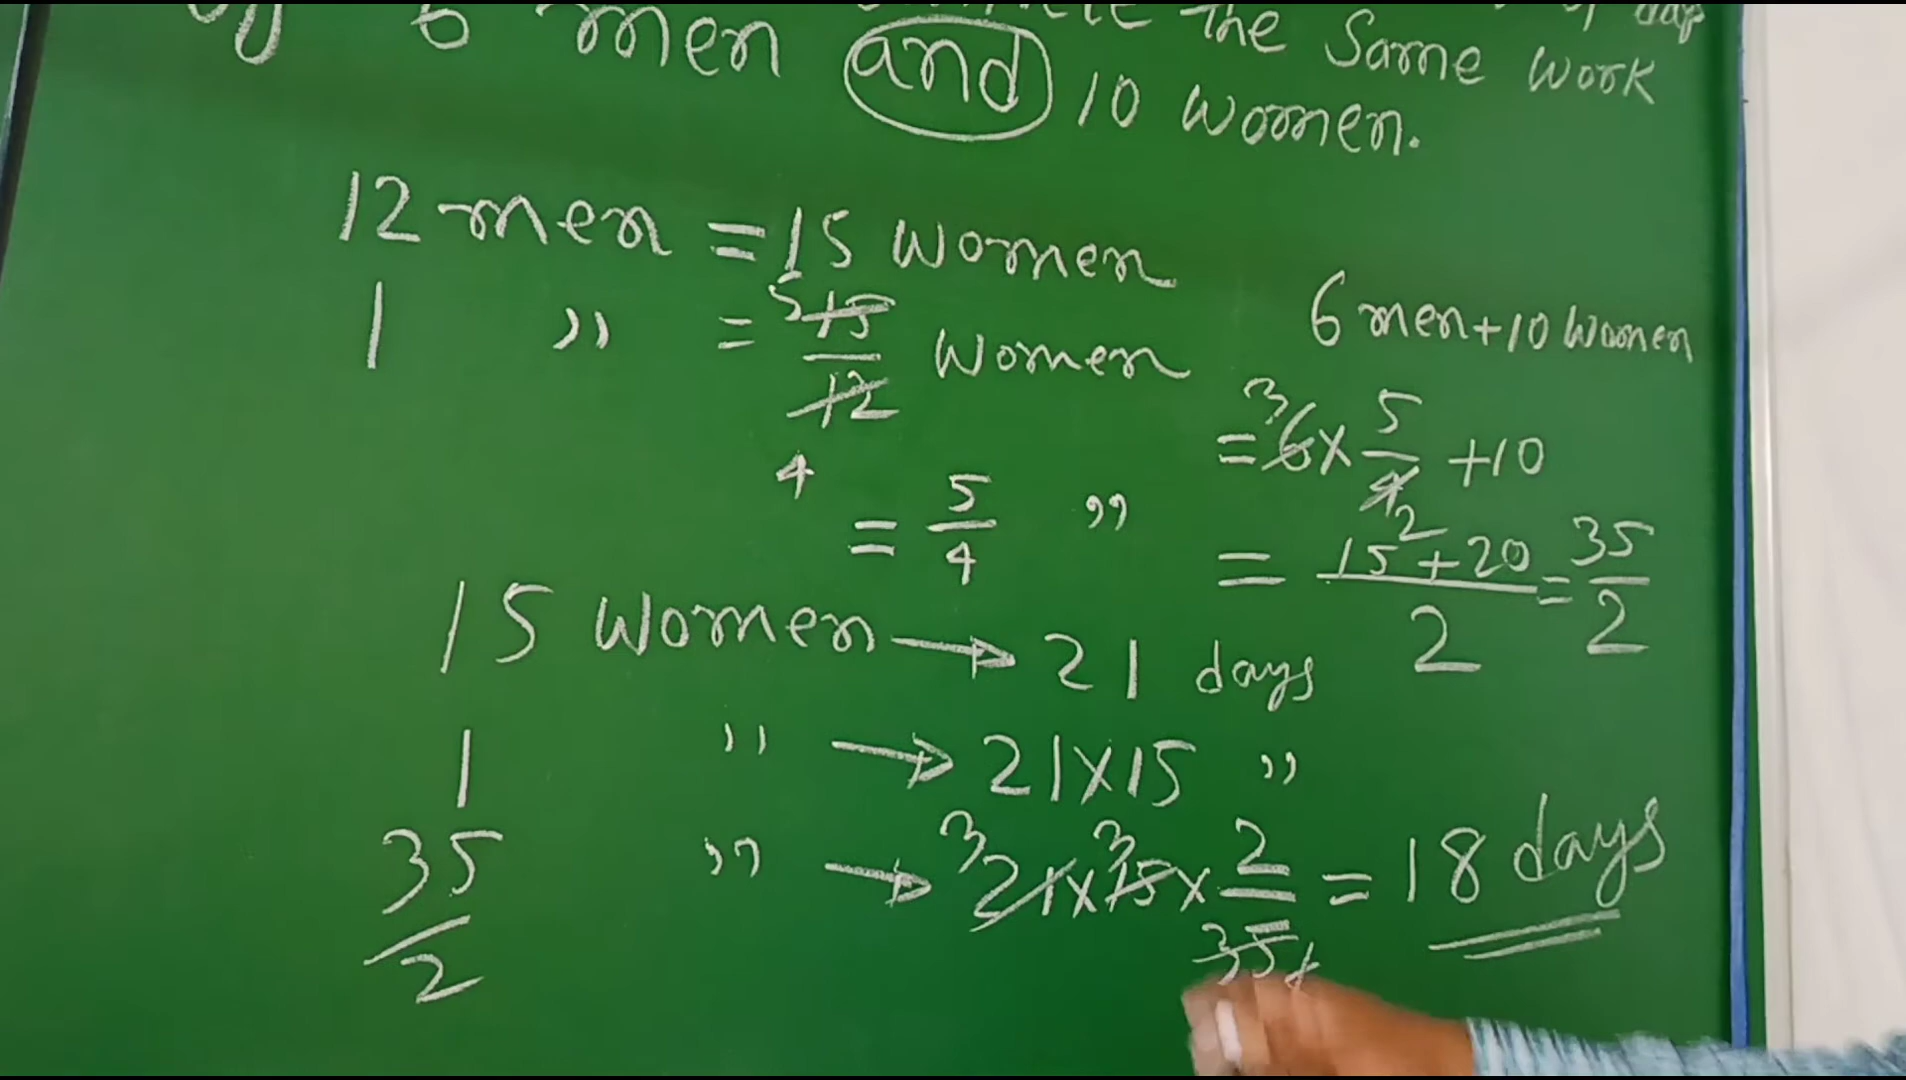 the Same Work
by 6 men and 10 women.
12 men = 15 women
1 " = 15/12 women
= 5/4 "
6 men + 10 women
= 6 × 5/4 + 10
= 15 + 20 / 2 = 35/2
15 women → 21 days
1 " → 21 × 15 "
35/2 " → 21 × 15 × 2/35 = 18 days